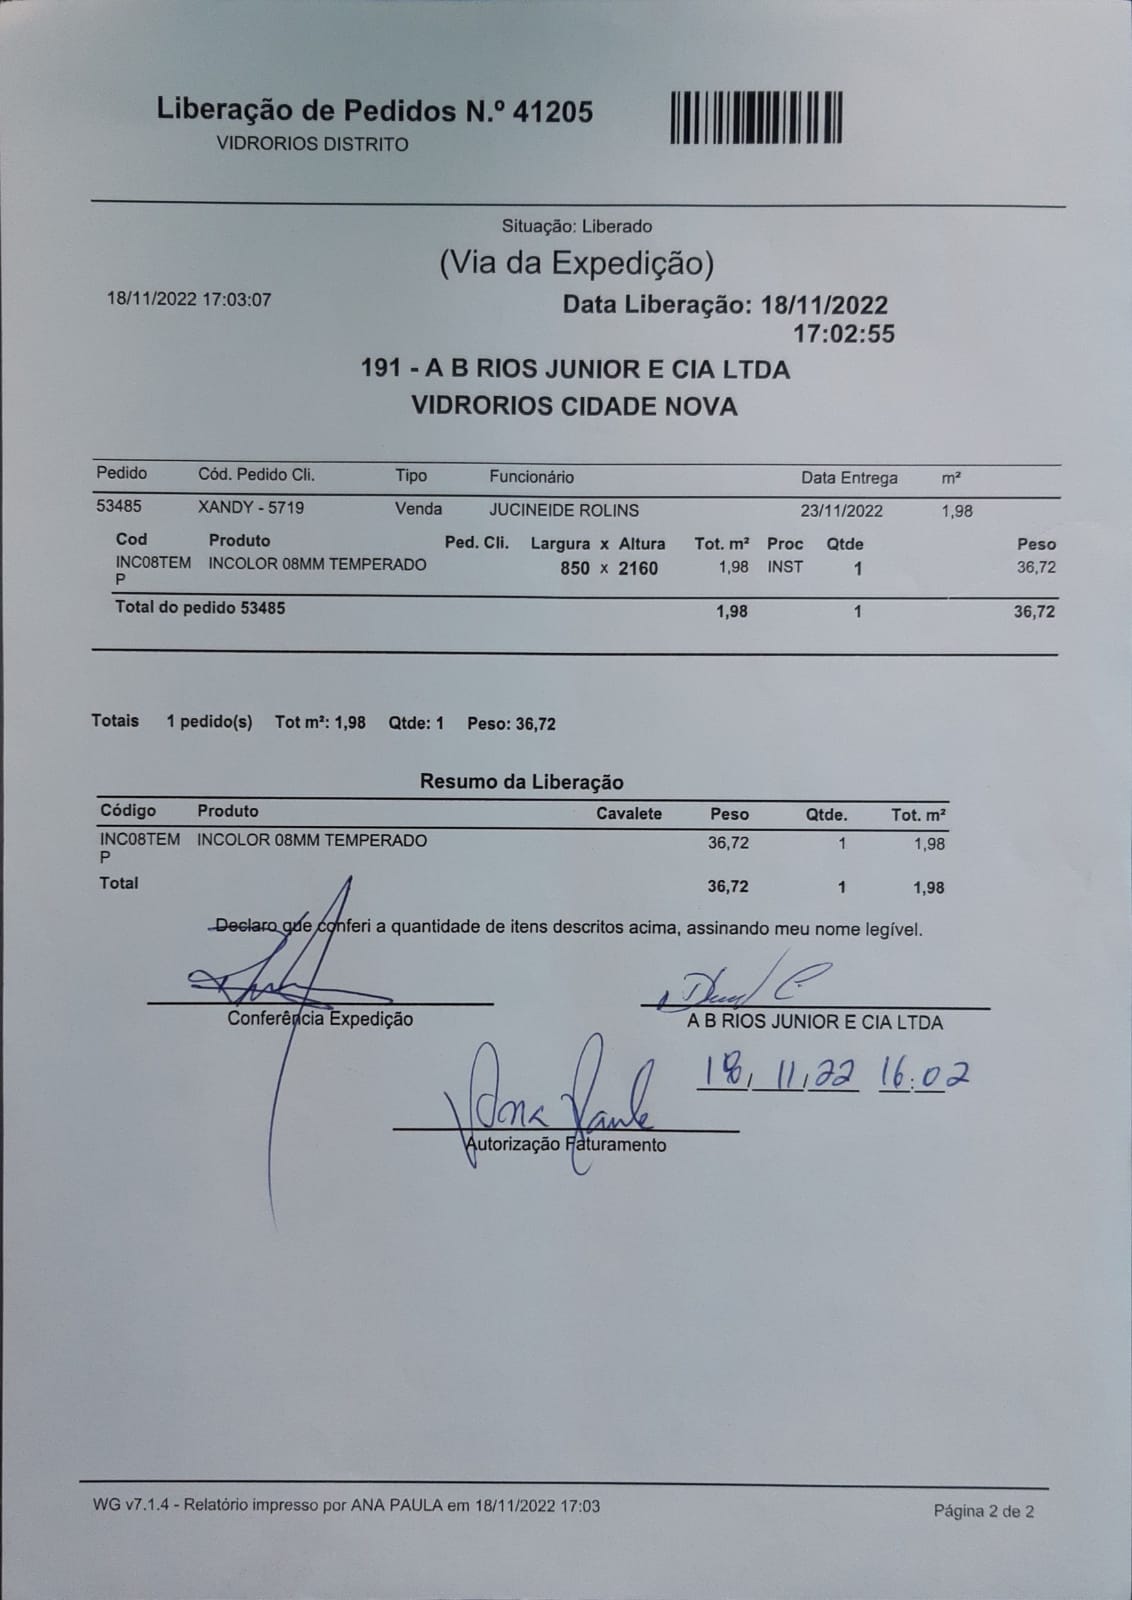 Liberação de Pedidos N.º 41205
VIDRORIOS DISTRITO
Situação: Liberado
(Via da Expedição)
18/11/2022 17:03:07
Data Liberação: 18/11/2022
17:02:55
191 - A B RIOS JUNIOR E CIA LTDA
VIDRORIOS CIDADE NOVA
Pedido Cód. Pedido Cli. Tipo Funcionário Data Entrega m²
53485 XANDY - 5719 Venda JUCINEIDE ROLINS 23/11/2022 1,98
Cod Produto Ped. Cli. Largura x Altura Tot. m² Proc Qtde Peso
INC08TEM INCOLOR 08MM TEMPERADO 850 x 2160 1,98 INST 1 36,72
P
Total do pedido 53485 1,98 1 36,72
Totais 1 pedido(s) Tot m²: 1,98 Qtde: 1 Peso: 36,72
Resumo da Liberação
Código Produto Cavalete Peso Qtde. Tot. m²
INC08TEM INCOLOR 08MM TEMPERADO 36,72 1 1,98
P
Total 36,72 1 1,98
Declaro que conferi a quantidade de itens descritos acima, assinando meu nome legível.
Conferência Expedição
A B RIOS JUNIOR E CIA LTDA
18/11/22 16:02
Ana Paula
Autorização Faturamento
WG v7.1.4 - Relatório impresso por ANA PAULA em 18/11/2022 17:03
Página 2 de 2